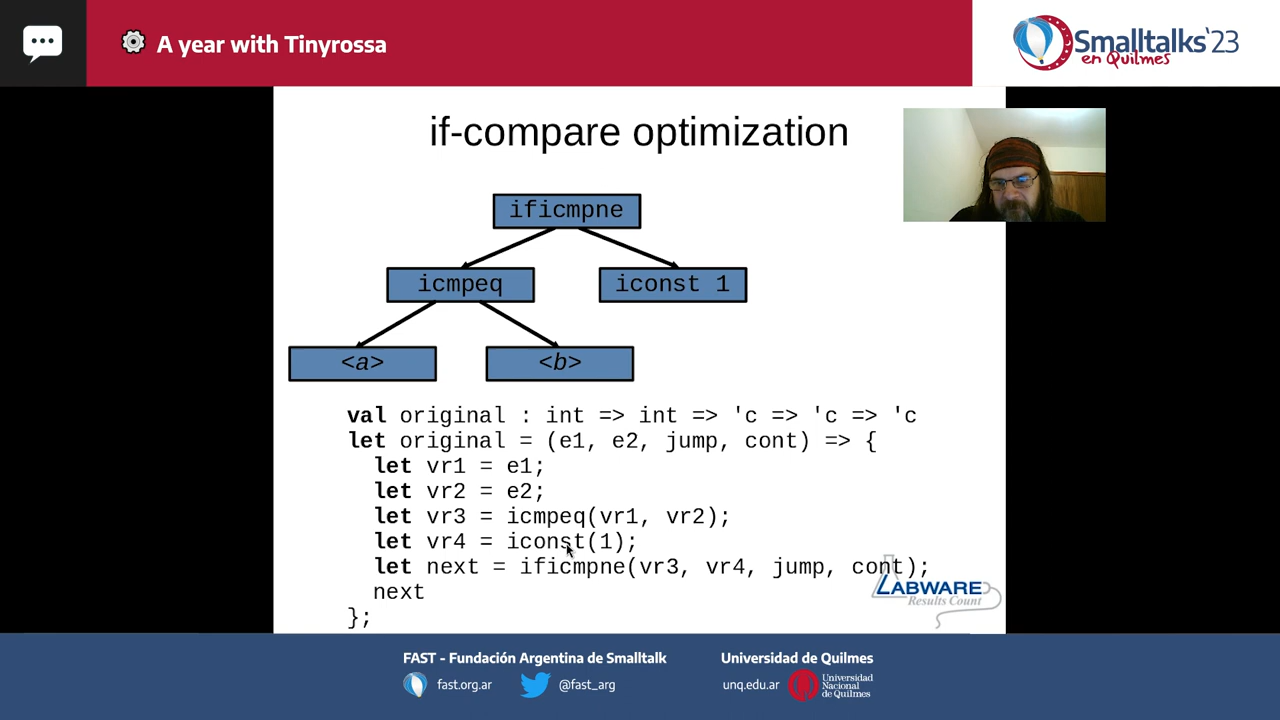 A year with Tinyrossa
Smalltalks'23
en Quilmes
if-compare optimization
ificmpne
icmpeq
iconst 1
<a>
<b>
val original : int => int => 'c => 'c => 'c
let original = (e1, e2, jump, cont) => {
let vr1 = e1;
let vr2 = e2;
let vr3 = icmpeq(vr1, vr2);
let vr4 = iconst(1);
let next = ificmpne(vr3, vr4, jump, cont);
next
};
LABWARE
Results Count
FAST - Fundación Argentina de Smalltalk
fast.org.ar
@fast_arg
Universidad de Quilmes
unq.edu.ar
Universidad
Nacional
de Quilmes